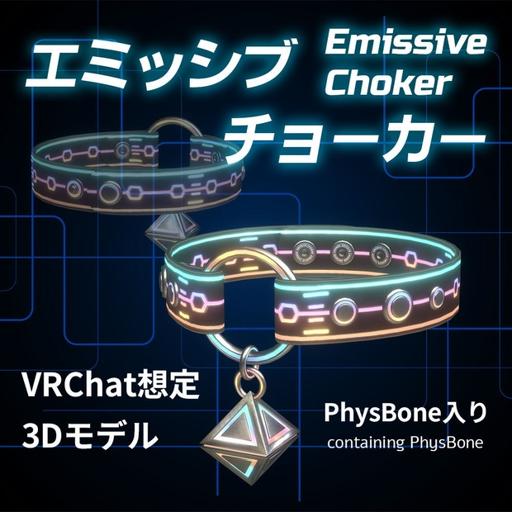 エミッシブ
Emissive
Choker
チョーカー
VRChat想定
3Dモデル
PhysBone入り
containing PhysBone